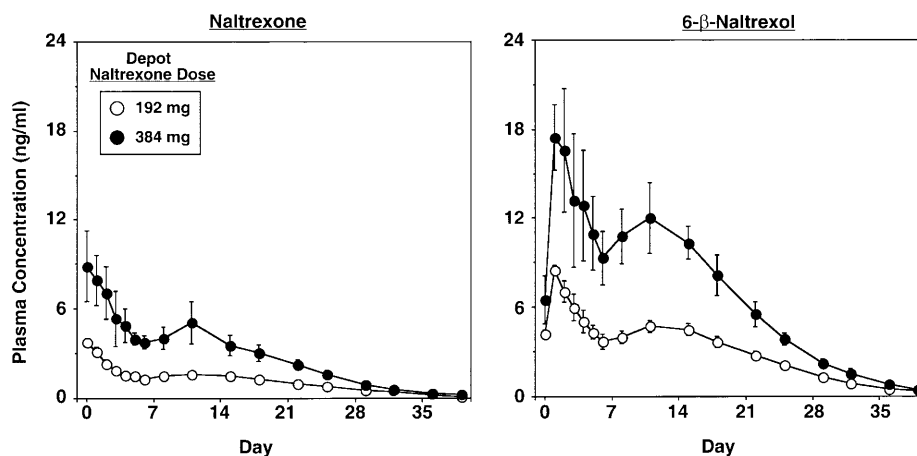 Naltrexone
24
18
12
6
0
Plasma Concentration (ng/ml)
Depot
Naltrexone Dose
192 mg
384 mg
0 7 14 21 28 35
Day
6-β-Naltrexol
24
18
12
6
0
0 7 14 21 28 35
Day